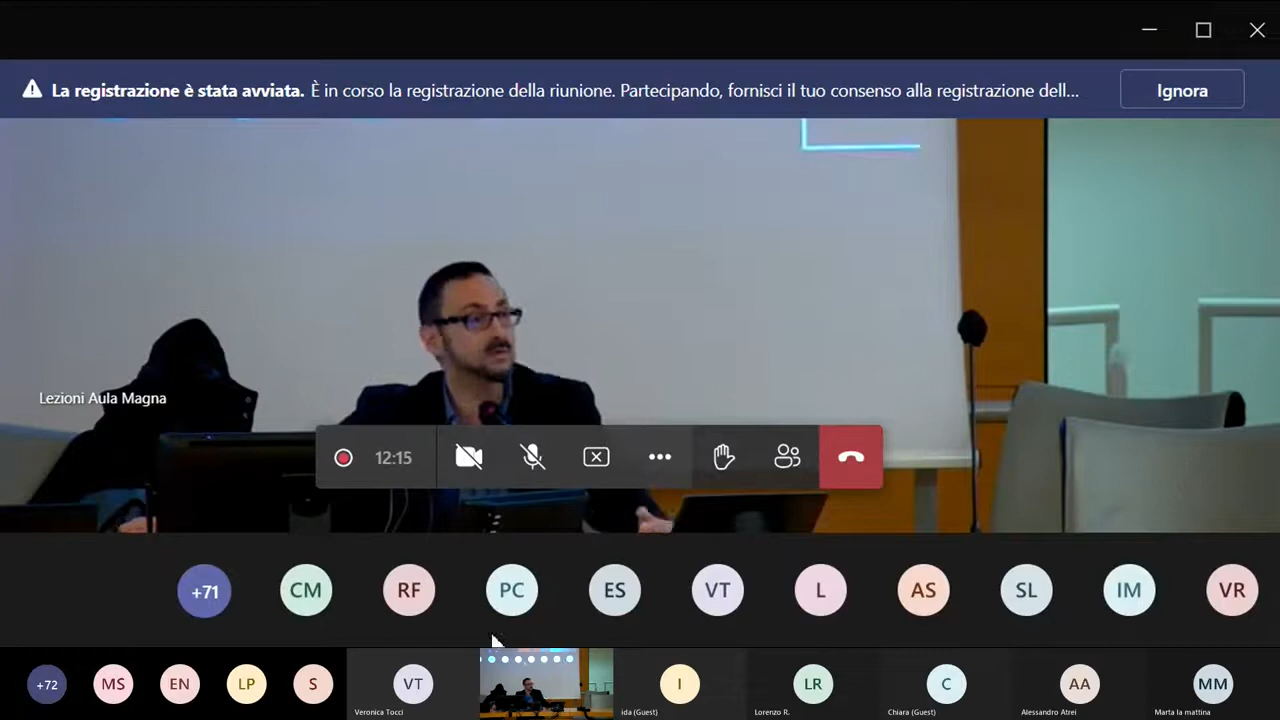 La registrazione è stata avviata. È in corso la registrazione della riunione. Partecipando, fornisci il tuo consenso alla registrazione dell...
Ignora
Lezioni Aula Magna
12:15
+71 CM RF PC ES VT L AS SL IM VR
+72 MS EN LP S VT I LR C AA MM
Veronica Tocci
ida (Guest)
Lorenzo R.
Chiara (Guest)
Alessandro Atrei
Marta la mattina